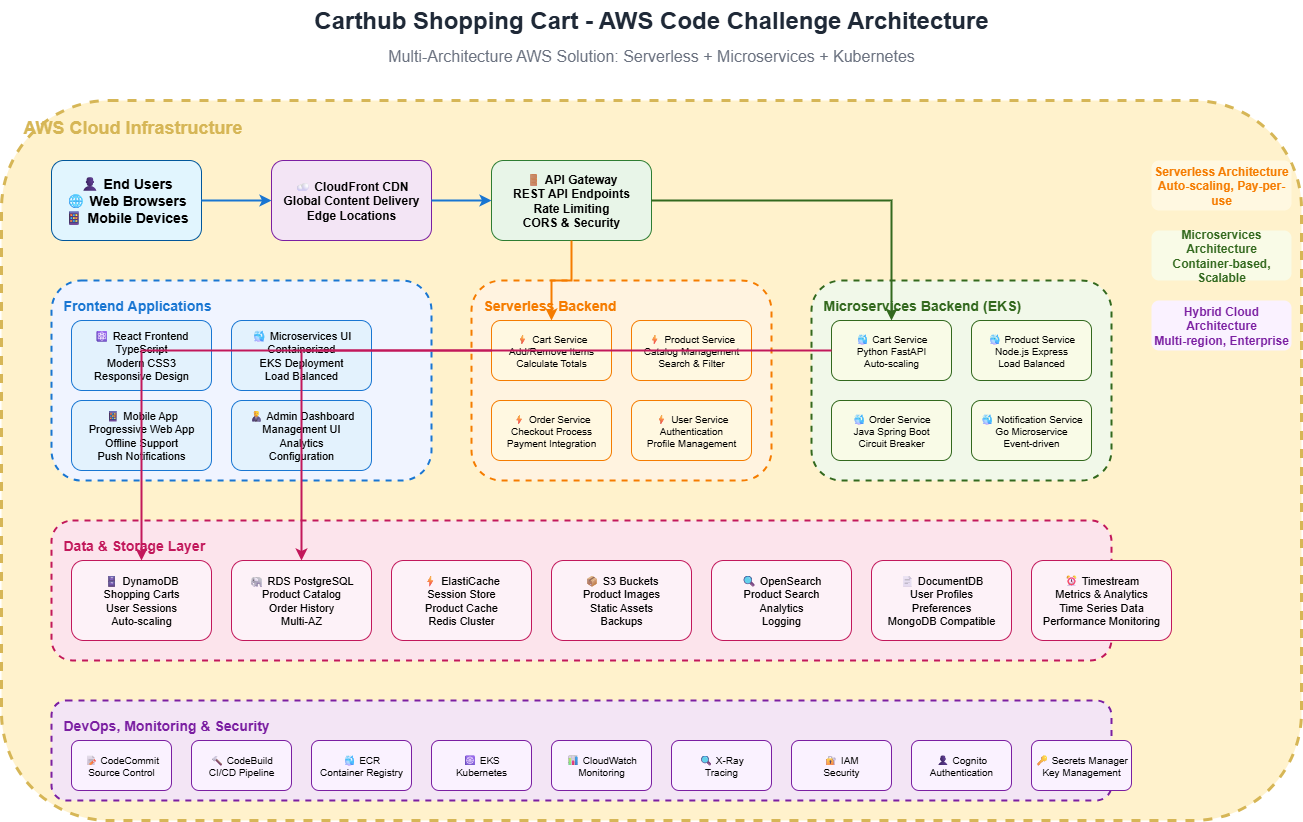 Carthub Shopping Cart - AWS Code Challenge Architecture
Multi-Architecture AWS Solution: Serverless + Microservices + Kubernetes
AWS Cloud Infrastructure
End Users
Web Browsers
Mobile Devices
CloudFront CDN
Global Content Delivery
Edge Locations
API Gateway
REST API Endpoints
Rate Limiting
CORS & Security
Serverless Architecture
Auto-scaling, Pay-per-
use
Microservices
Architecture
Container-based,
Scalable
Hybrid Cloud
Architecture
Multi-region, Enterprise
Frontend Applications
React Frontend
TypeScript
Modern CSS3
Responsive Design
Microservices UI
Containerized
EKS Deployment
Load Balanced
Mobile App
Progressive Web App
Offline Support
Push Notifications
Admin Dashboard
Management UI
Analytics
Configuration
Serverless Backend
Cart Service
Add/Remove Items
Calculate Totals
Product Service
Catalog Management
Search & Filter
Order Service
Checkout Process
Payment Integration
User Service
Authentication
Profile Management
Microservices Backend (EKS)
Cart Service
Python FastAPI
Auto-scaling
Product Service
Node.js Express
Load Balanced
Order Service
Java Spring Boot
Circuit Breaker
Notification Service
Go Microservice
Event-driven
Data & Storage Layer
DynamoDB
Shopping Carts
User Sessions
Auto-scaling
RDS PostgreSQL
Product Catalog
Order History
Multi-AZ
ElastiCache
Session Store
Product Cache
Redis Cluster
S3 Buckets
Product Images
Static Assets
Backups
OpenSearch
Product Search
Analytics
Logging
DocumentDB
User Profiles
Preferences
MongoDB Compatible
Timestream
Metrics & Analytics
Time Series Data
Performance Monitoring
DevOps, Monitoring & Security
CodeCommit
Source Control
CodeBuild
CI/CD Pipeline
ECR
Container Registry
EKS
Kubernetes
CloudWatch
Monitoring
X-Ray
Tracing
IAM
Security
Cognito
Authentication
Secrets Manager
Key Management